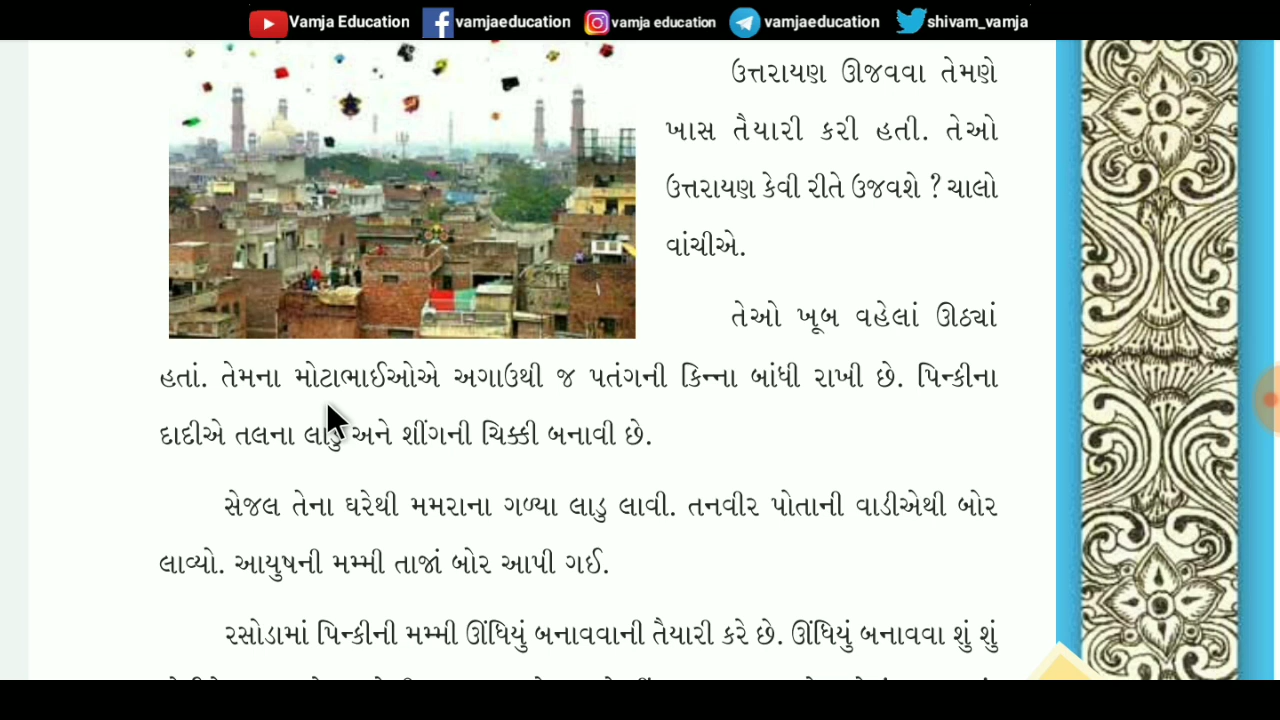 Vamja Education vamjaeducation vamja education vamjaeducation shivam_vamja
ઉત્તરાયણ ઊજવવા તેમણે
ખાસ તૈયારી કરી હતી. તેઓ
ઉત્તરાયણ કેવી રીતે ઉજવશે ? ચાલો
વાંચીએ.
તેઓ ખૂબ વહેલાં ઊઠ્યાં
હતાં. તેમના મોટાભાઈઓએ અગાઉથી જ પતંગની કિન્ના બાંધી રાખી છે. પિન્કીના
દાદીએ તલના લાડુ અને શીંગની ચિક્કી બનાવી છે.
સેજલ તેના ઘરેથી મમરાના ગળ્યા લાડુ લાવી. તનવીર પોતાની વાડીએથી બોર
લાવ્યો. આયુષની મમ્મી તાજાં બોર આપી ગઈ.
રસોડામાં પિન્કીની મમ્મી ઊંધિયું બનાવવાની તૈયારી કરે છે. ઊંધિયું બનાવવા શું શું